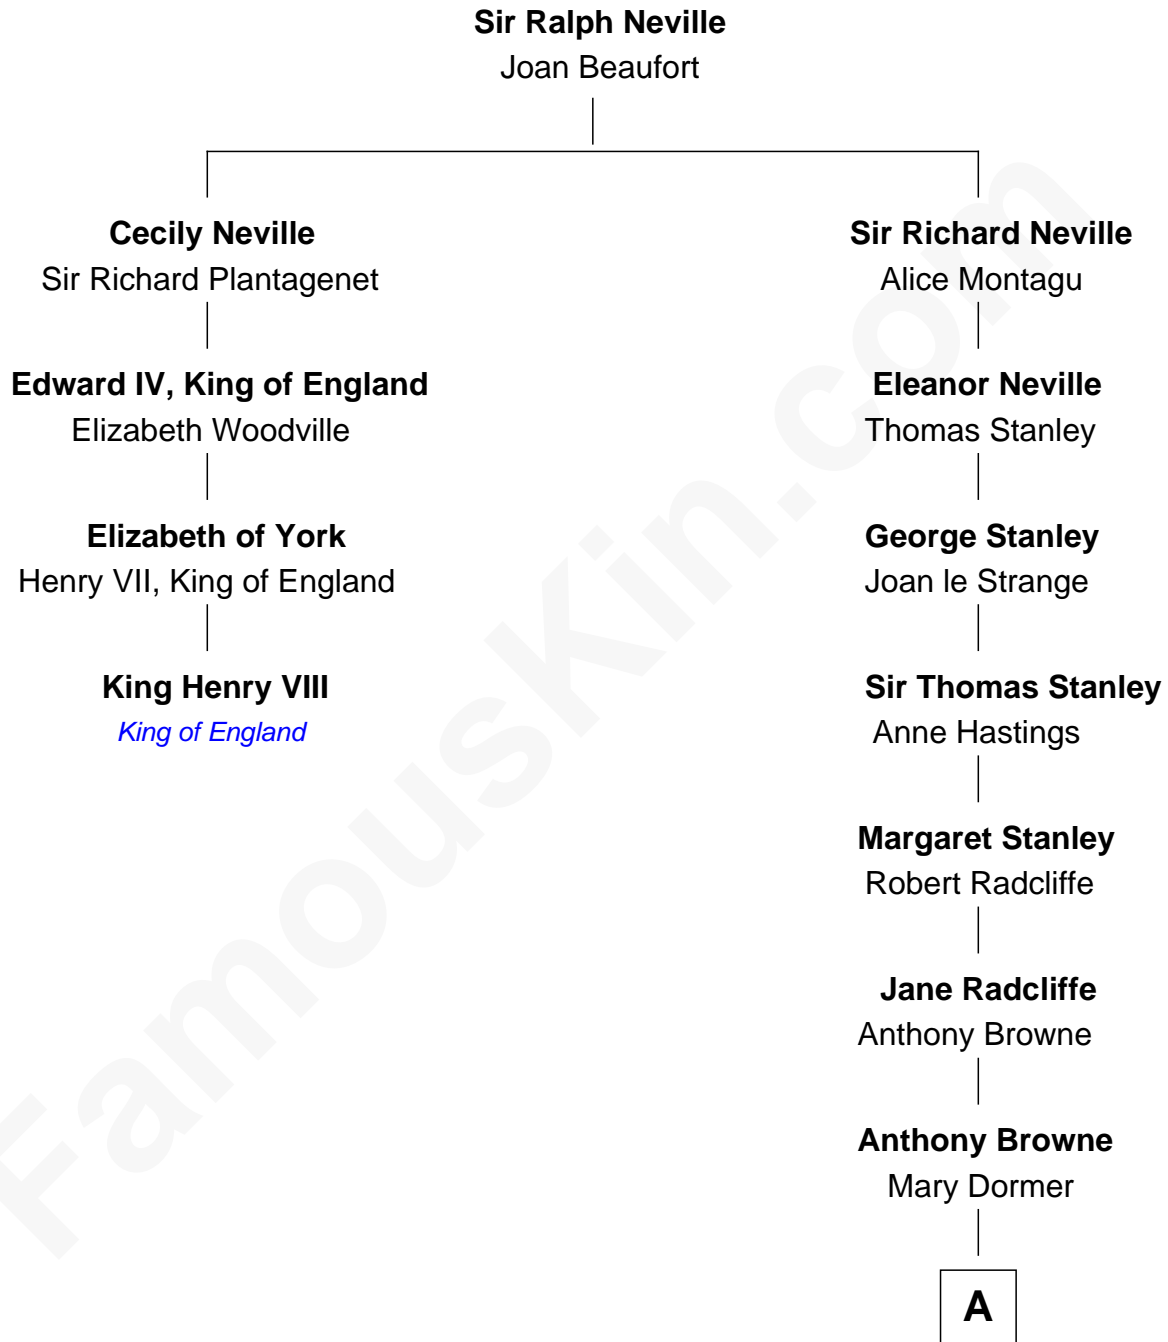 Sir Ralph Neville
Joan Beaufort
Cecily Neville
Sir Richard Plantagenet
Edward IV, King of England
Elizabeth Woodville
Elizabeth of York
Henry VII, King of England
King Henry VIII
King of England
Sir Richard Neville
Alice Montagu
Eleanor Neville
Thomas Stanley
George Stanley
Joan le Strange
Sir Thomas Stanley
Anne Hastings
Margaret Stanley
Robert Radcliffe
Jane Radcliffe
Anthony Browne
Anthony Browne
Mary Dormer
A
FamousKin.com